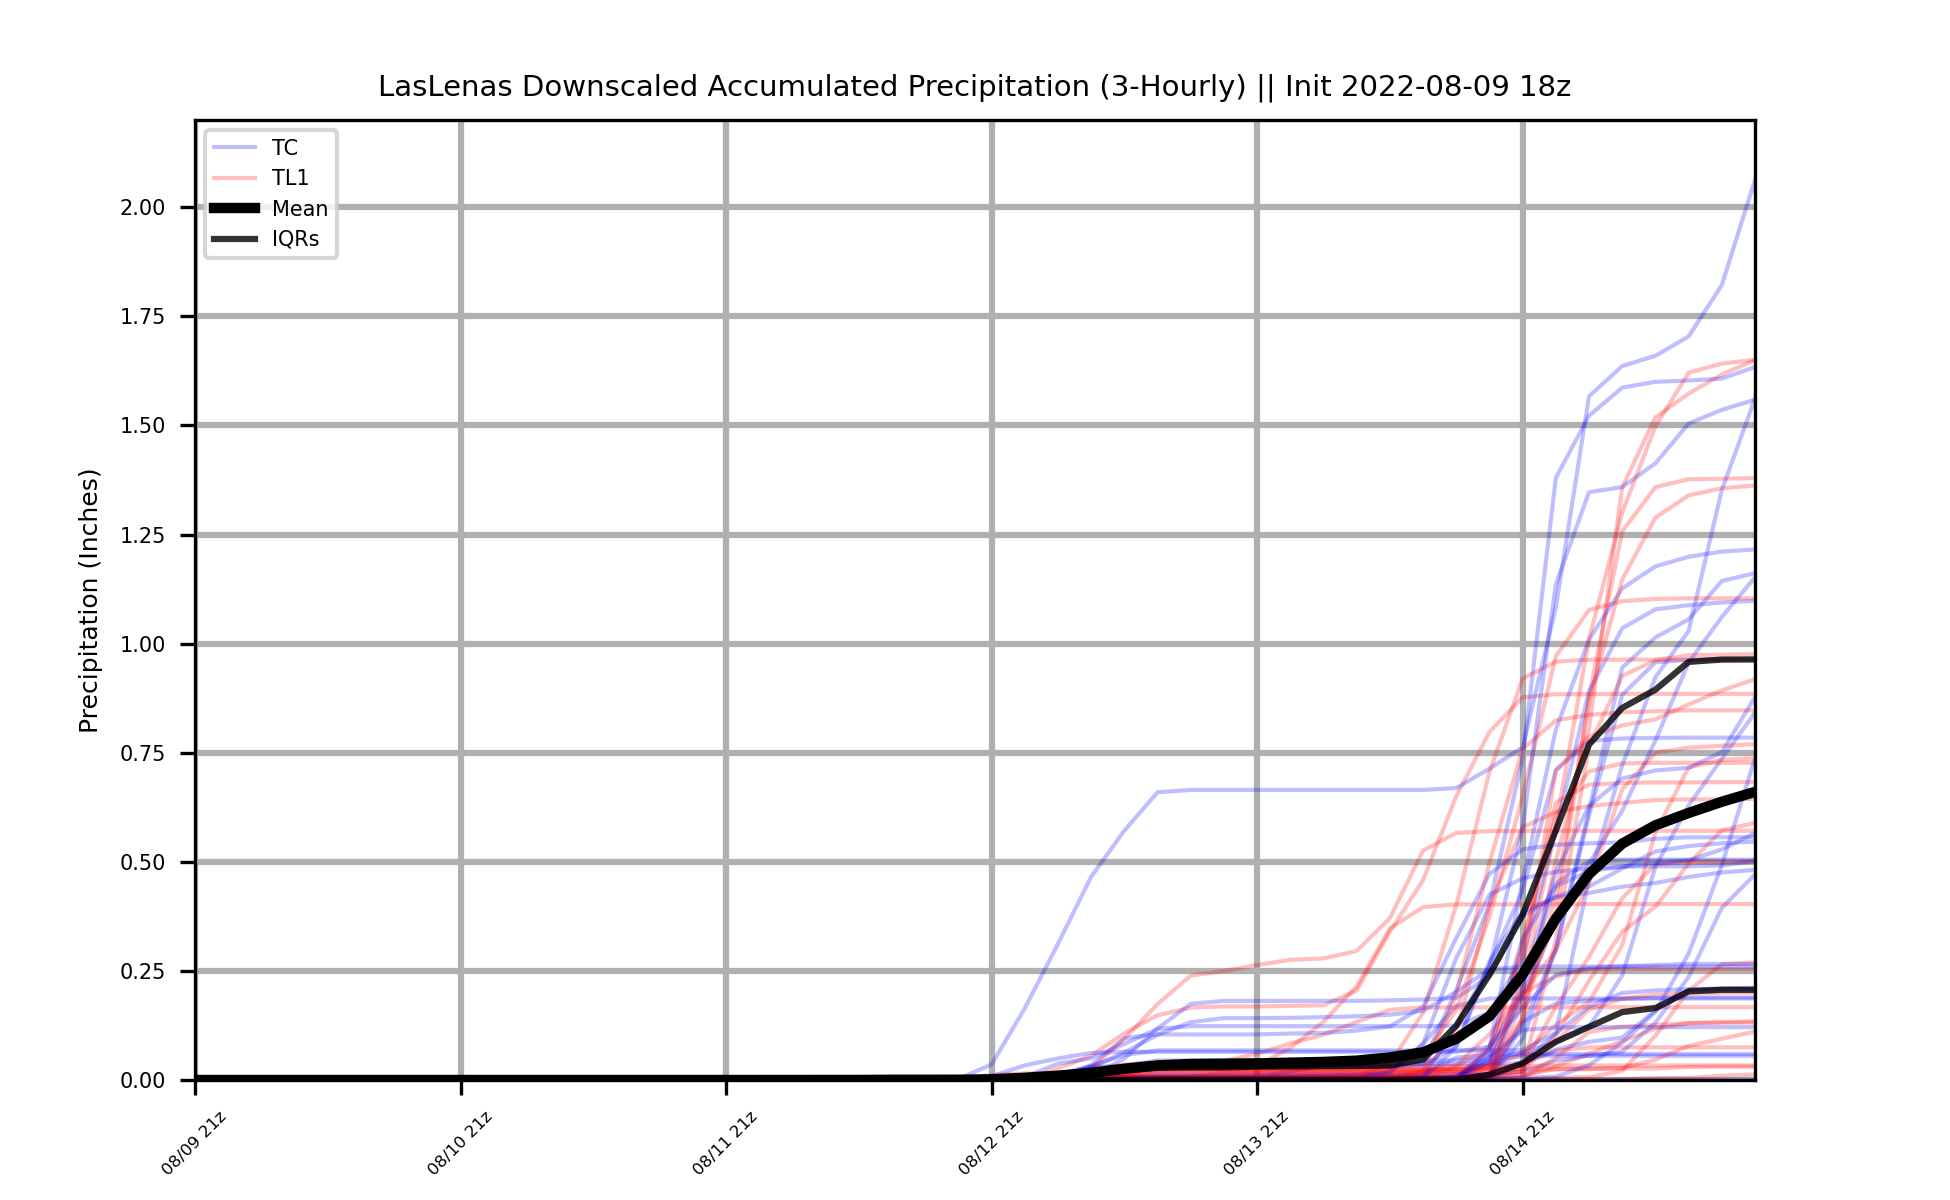 LasLenas Downscaled Accumulated Precipitation (3-Hourly) || Init 2022-08-09 18z
TC
TL1
Mean
IQRs
Precipitation (Inches)
2.00
1.75
1.50
1.25
1.00
0.75
0.50
0.25
0.00
08/09 21z
08/10 21z
08/11 21z
08/12 21z
08/13 21z
08/14 21z